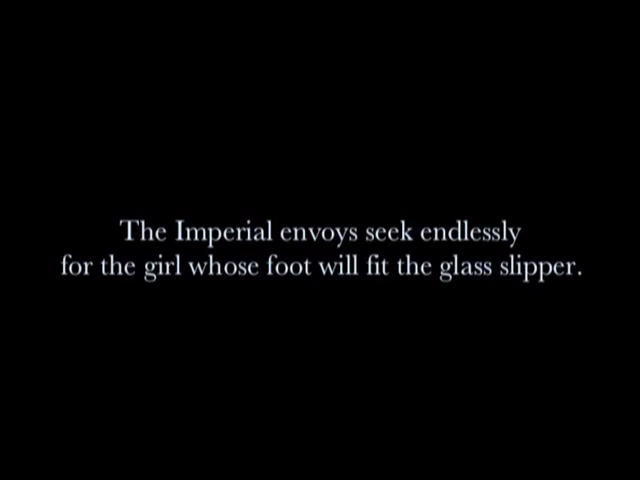 The Imperial envoys seek endlessly
for the girl whose foot will fit the glass slipper.